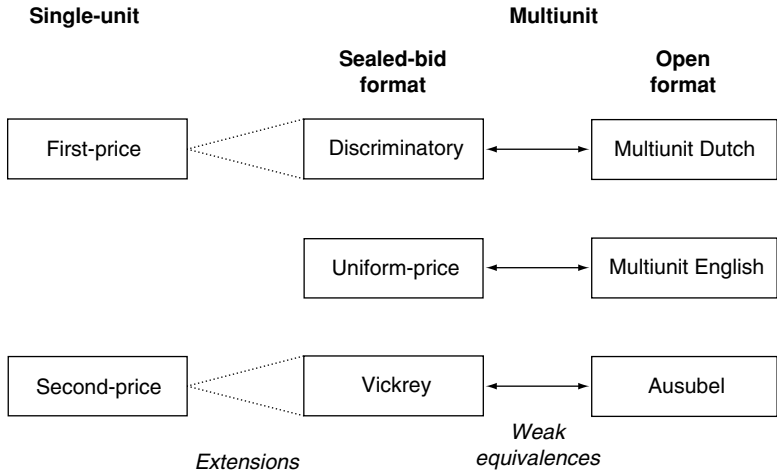 Single-unit
Multiunit
Sealed-bid
format
Open
format
First-price
Discriminatory
Multiunit Dutch
Uniform-price
Multiunit English
Second-price
Vickrey
Ausubel
Extensions
Weak
equivalences